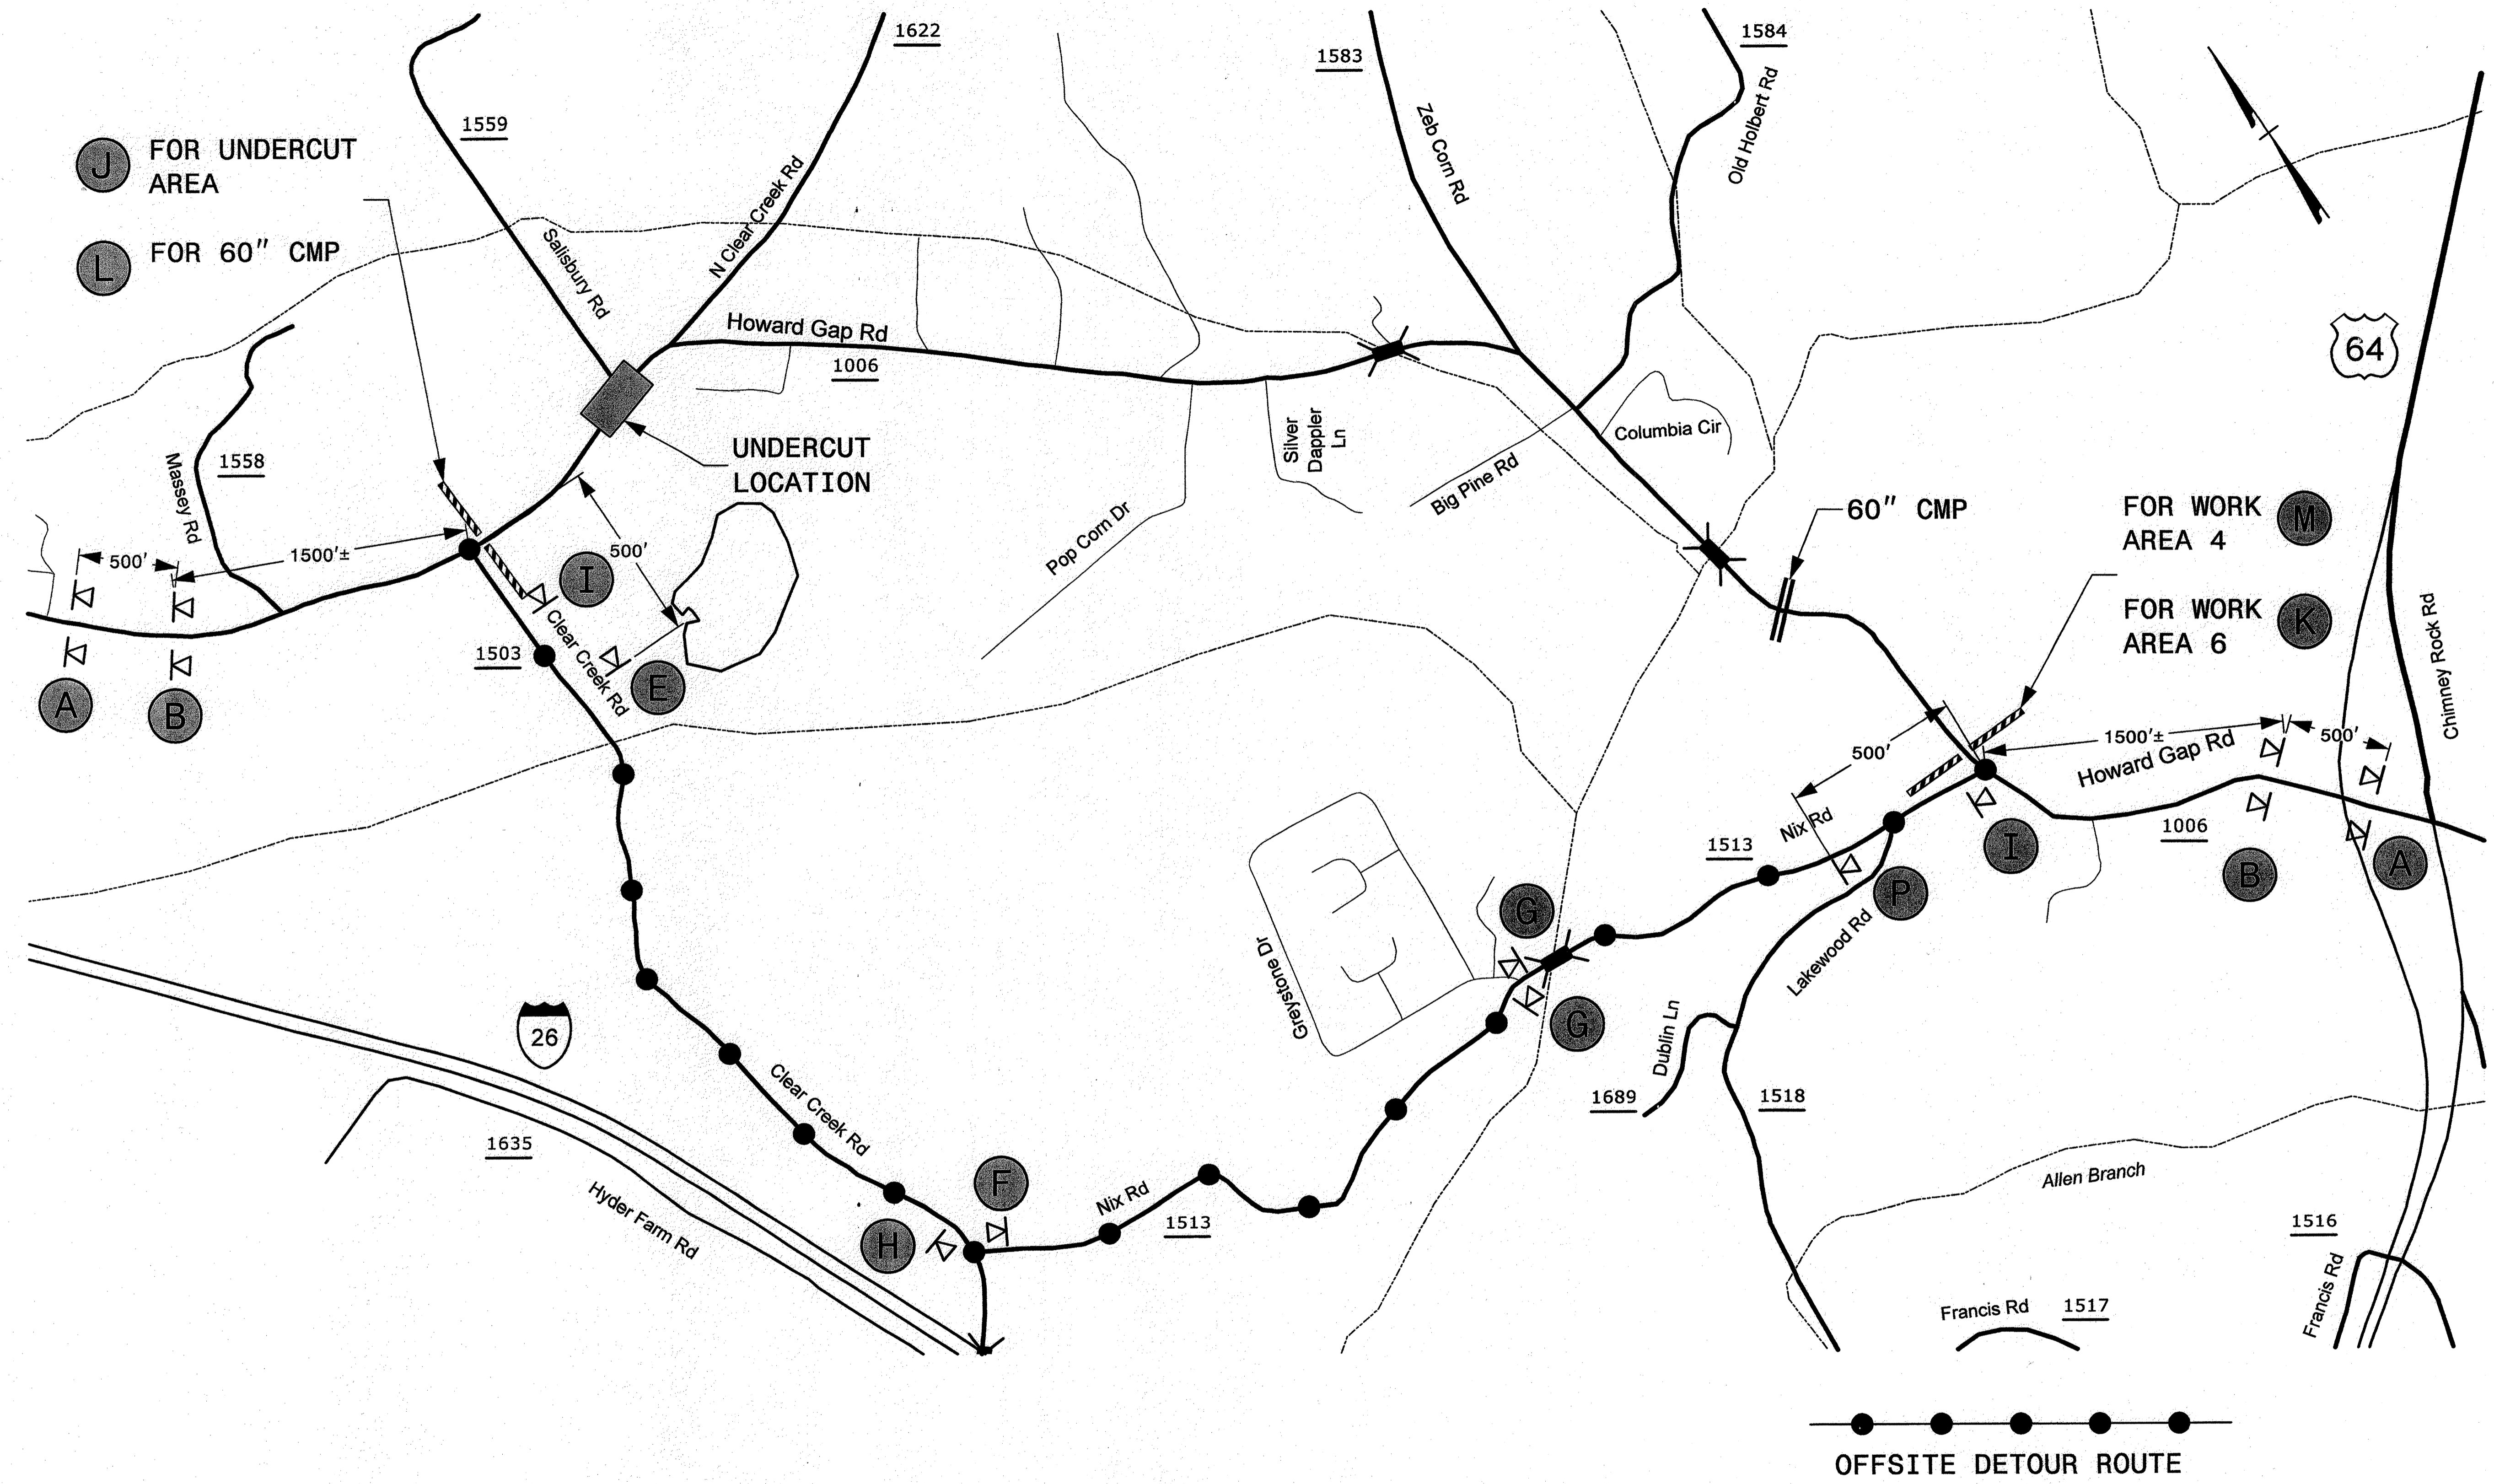 1622
1584
1583
1559
J
FOR UNDERCUT
AREA
L
FOR 60" CMP
Salisbury Rd
N Clear Creek Rd
Zeb Corn Rd
Old Holbert Rd
Howard Gap Rd
1006
64
Massey Rd
1558
UNDERCUT
LOCATION
Silver
Dappler
Ln
Big Pine Rd
Columbia Cir
Pop Corn Dr
60" CMP
FOR WORK
AREA 4
M
FOR WORK
AREA 6
K
Chimney Rock Rd
500'
1500'±
500'
I
1503
Clear Creek Rd
E
A
B
500'
1500'±
500'
Howard Gap Rd
1006
Nix Rd
1513
I
B
A
P
G
G
Greystone Dr
Lakewood Rd
Dublin Ln
1689
1518
26
Clear Creek Rd
1635
Hyder Farm Rd
F
H
Nix Rd
1513
Allen Branch
1516
Francis Rd
Francis Rd
1517
OFFSITE DETOUR ROUTE